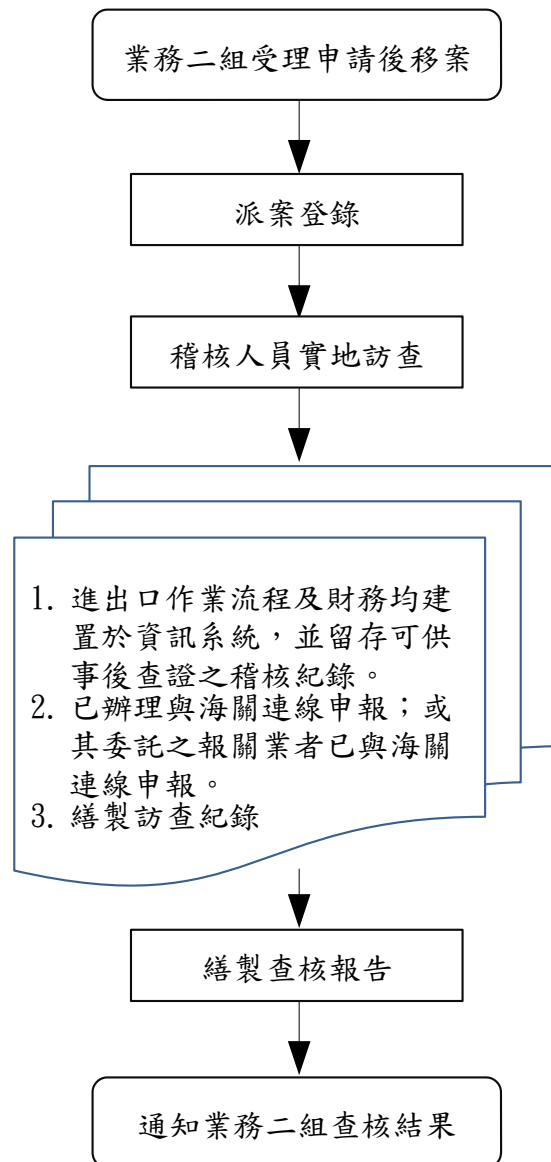 業務二組受理申請後移案
派案登錄
稽核人員實地訪查
1. 進出口作業流程及財務均建
置於資訊系統，並留存可供
事後查證之稽核紀錄。
2. 已辦理與海關連線申報；或
其委託之報關業者已與海關
連線申報。
3. 繕製訪查紀錄
繕製查核報告
通知業務二組查核結果